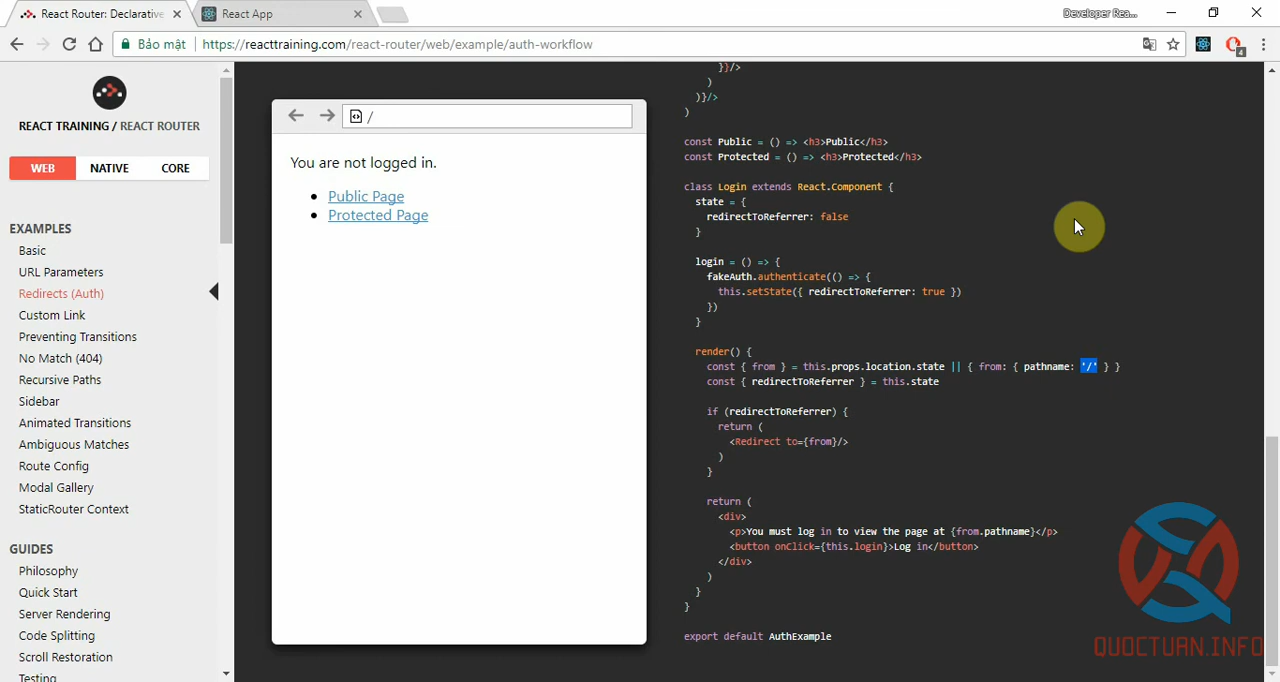 React Router: Declarative
React App
Developer Rea...
Bảo mật
https://reacttraining.com/react-router/web/example/auth-workflow
4
REACT TRAINING / REACT ROUTER
WEB NATIVE CORE
EXAMPLES
Basic
URL Parameters
Redirects (Auth)
Custom Link
Preventing Transitions
No Match (404)
Recursive Paths
Sidebar
Animated Transitions
Ambiguous Matches
Route Config
Modal Gallery
StaticRouter Context
GUIDES
Philosophy
Quick Start
Server Rendering
Code Splitting
Scroll Restoration
Testing
/
You are not logged in.
Public Page
Protected Page
}}/>
)
)}/>
)
const Public = () => <h3>Public</h3>
const Protected = () => <h3>Protected</h3>
class Login extends React.Component {
state = {
redirectToReferrer: false
}
login = () => {
fakeAuth.authenticate(() => {
this.setState({ redirectToReferrer: true })
})
}
render() {
const { from } = this.props.location.state || { from: { pathname: '/' } }
const { redirectToReferrer } = this.state
if (redirectToReferrer) {
return (
<Redirect to={from}/>
)
}
return (
<div>
<p>You must log in to view the page at {from.pathname}</p>
<button onClick={this.login}>Log in</button>
</div>
)
}
}
export default AuthExample
QUOCTUAN.INFO